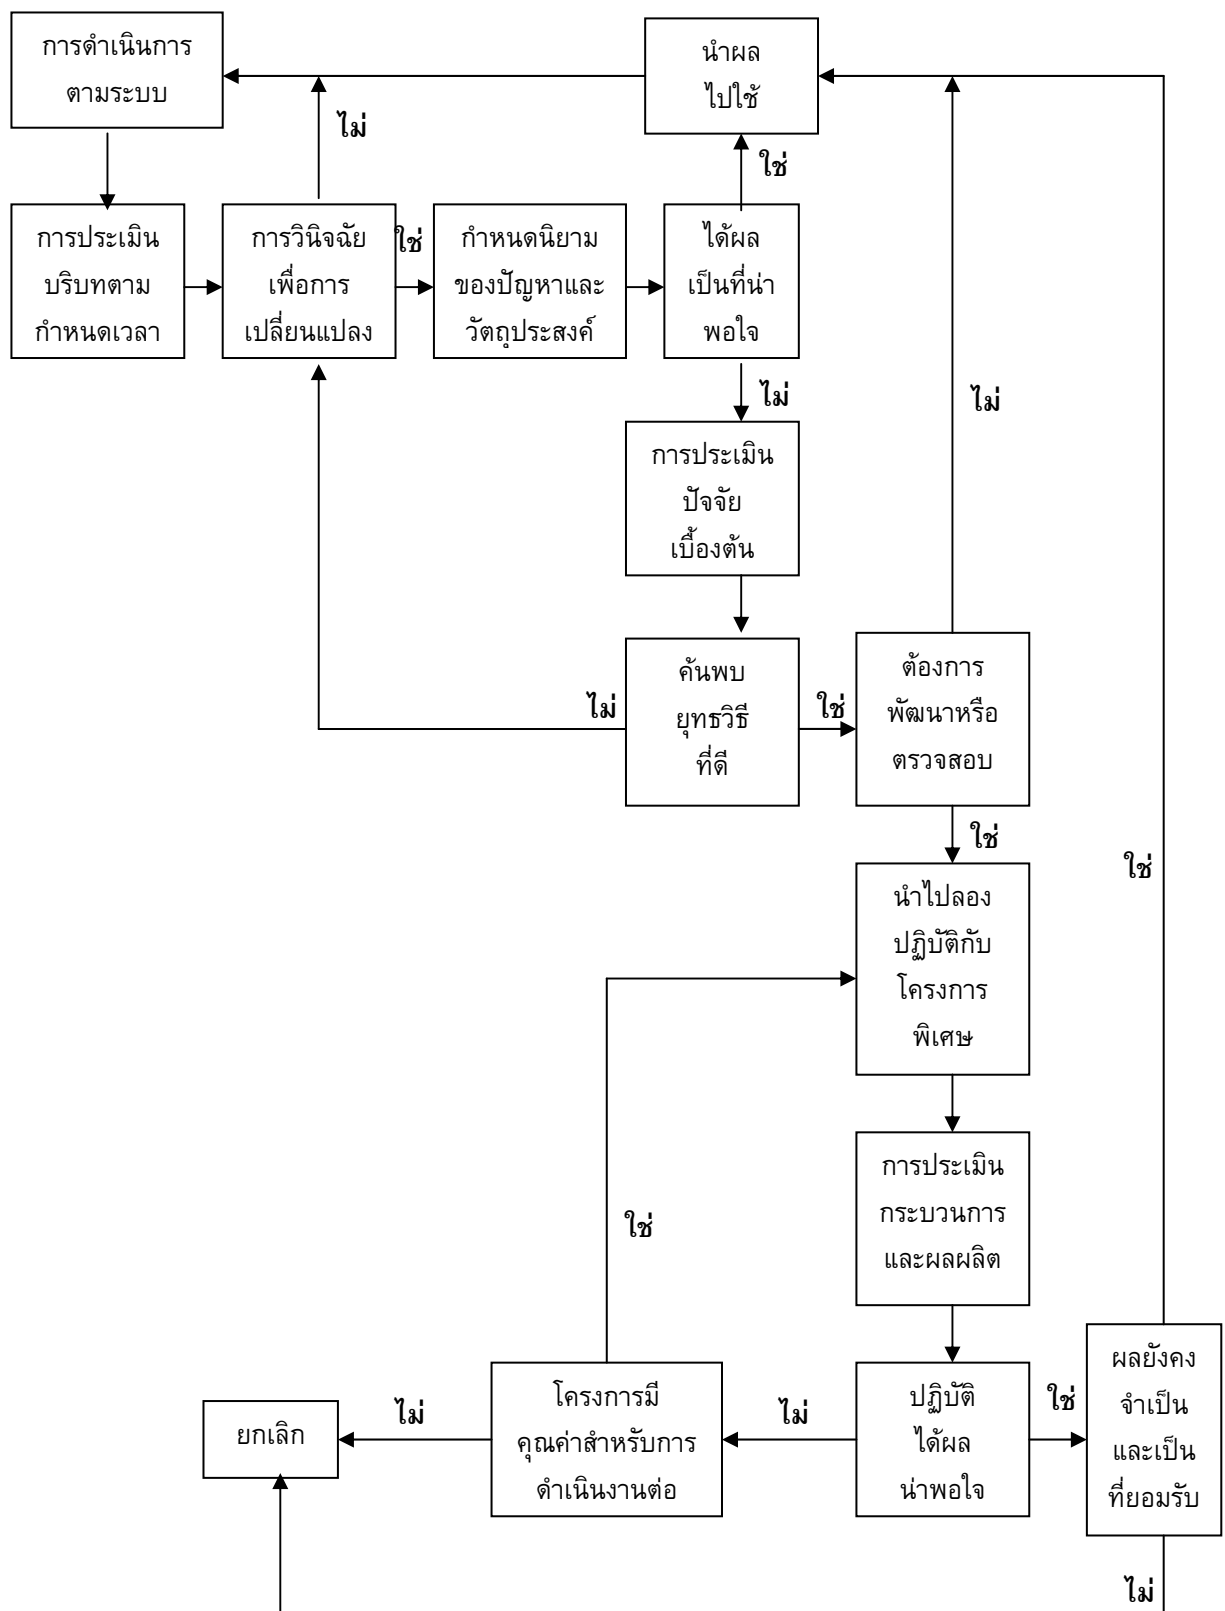 การดำเนินการ
ตามระบบ
นำผล
ไปใช้
ไม่
ใช่
การประเมิน
บริบทตาม
กำหนดเวลา
การวินิจฉัย
เพื่อการ
เปลี่ยนแปลง
ใช่
กำหนดนิยาม
ของปัญหาและ
วัตถุประสงค์
ได้ผล
เป็นที่น่า
พอใจ
ไม่
ไม่
การประเมิน
ปัจจัย
เบื้องต้น
ไม่
ค้นพบ
ยุทธวิธี
ที่ดี
ใช่
ต้องการ
พัฒนาหรือ
ตรวจสอบ
ใช่
ใช่
นำไปลอง
ปฏิบัติกับ
โครงการ
พิเศษ
การประเมิน
กระบวนการ
และผลผลิต
ใช่
ยกเลิก
ไม่
โครงการมี
คุณค่าสำหรับการ
ดำเนินงานต่อ
ไม่
ปฏิบัติ
ได้ผล
น่าพอใจ
ใช่
ผลยังคง
จำเป็น
และเป็น
ที่ยอมรับ
ไม่